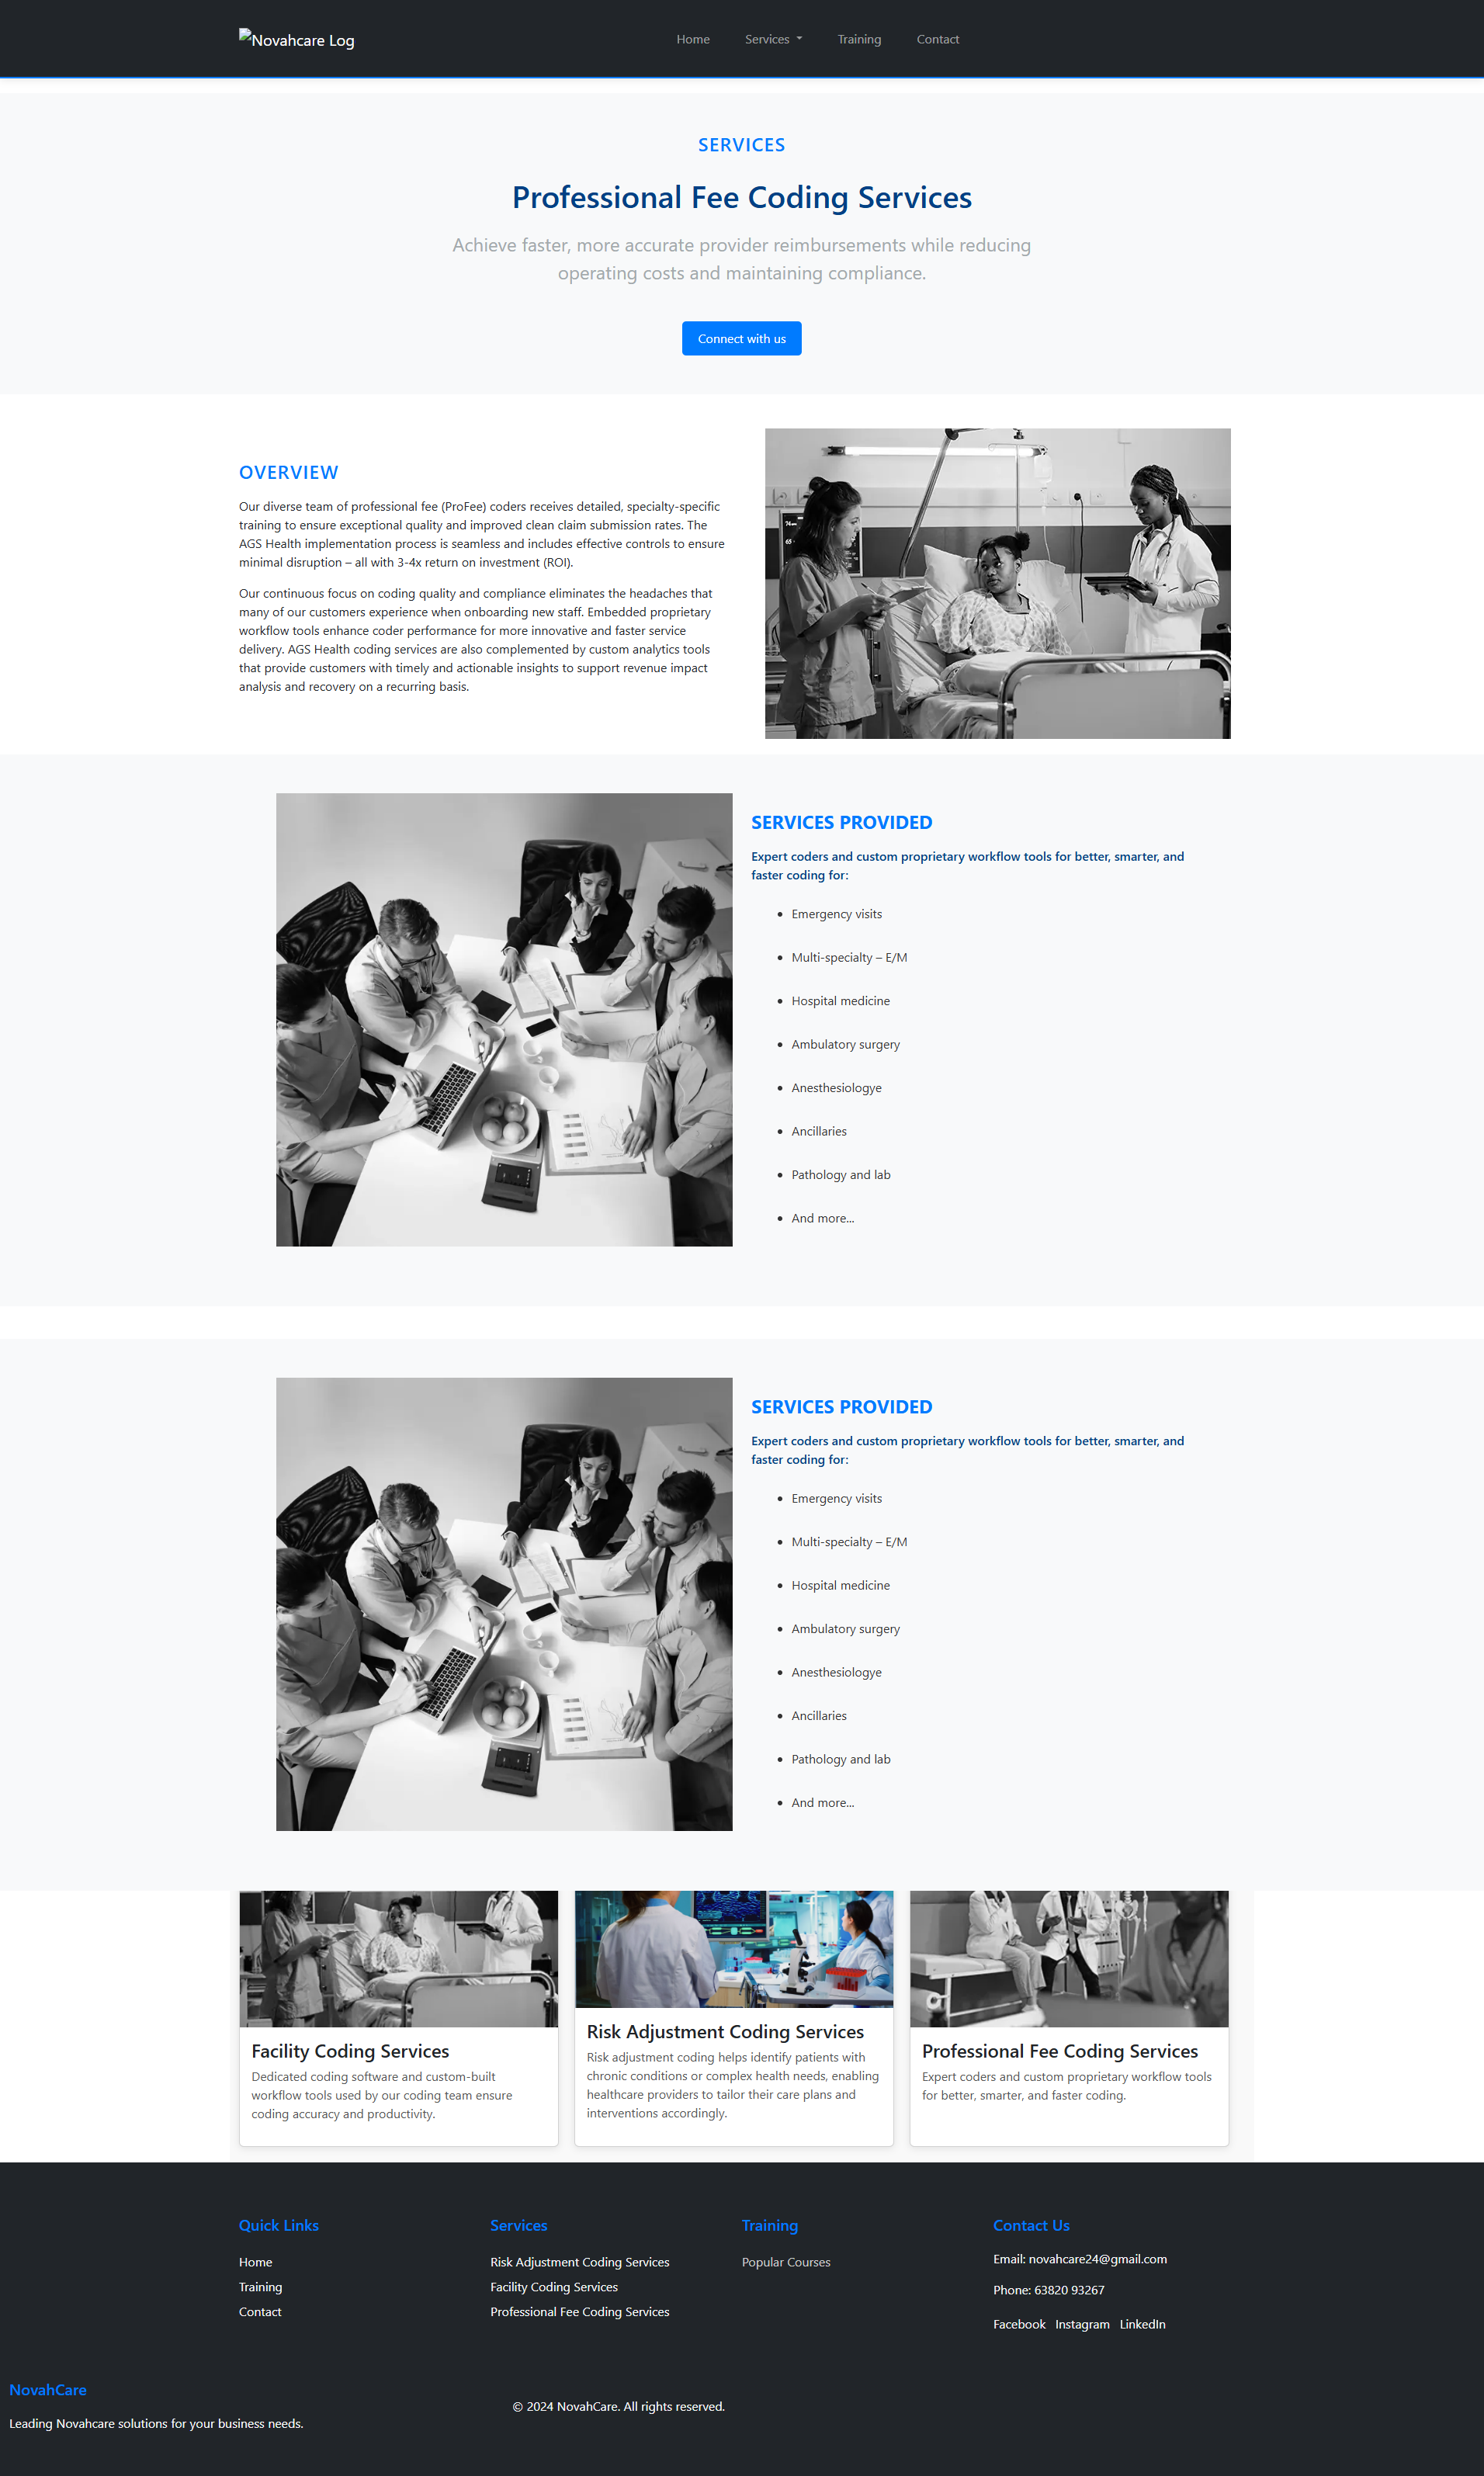 Novahcare Log
Home
Services
Training
Contact
SERVICES
Professional Fee Coding Services
Achieve faster, more accurate provider reimbursements while reducing
operating costs and maintaining compliance.
Connect with us
OVERVIEW
Our diverse team of professional fee (ProFee) coders receives detailed, specialty-specific
training to ensure exceptional quality and improved clean claim submission rates. The
AGS Health implementation process is seamless and includes effective controls to ensure
minimal disruption – all with 3-4x return on investment (ROI).
Our continuous focus on coding quality and compliance eliminates the headaches that
many of our customers experience when onboarding new staff. Embedded proprietary
workflow tools enhance coder performance for more innovative and faster service
delivery. AGS Health coding services are also complemented by custom analytics tools
that provide customers with timely and actionable insights to support revenue impact
analysis and recovery on a recurring basis.
SERVICES PROVIDED
Expert coders and custom proprietary workflow tools for better, smarter, and
faster coding for:
• Emergency visits
• Multi-specialty – E/M
• Hospital medicine
• Ambulatory surgery
• Anesthesiologye
• Ancillaries
• Pathology and lab
• And more...
SERVICES PROVIDED
Expert coders and custom proprietary workflow tools for better, smarter, and
faster coding for:
• Emergency visits
• Multi-specialty – E/M
• Hospital medicine
• Ambulatory surgery
• Anesthesiologye
• Ancillaries
• Pathology and lab
• And more...
Facility Coding Services
Dedicated coding software and custom-built
workflow tools used by our coding team ensure
coding accuracy and productivity.
Risk Adjustment Coding Services
Risk adjustment coding helps identify patients with
chronic conditions or complex health needs, enabling
healthcare providers to tailor their care plans and
interventions accordingly.
Professional Fee Coding Services
Expert coders and custom proprietary workflow tools
for better, smarter, and faster coding.
Quick Links
Home
Training
Contact
Services
Risk Adjustment Coding Services
Facility Coding Services
Professional Fee Coding Services
Training
Popular Courses
Contact Us
Email: novahcare24@gmail.com
Phone: 63820 93267
Facebook Instagram LinkedIn
NovahCare
Leading Novahcare solutions for your business needs.
© 2024 NovahCare. All rights reserved.